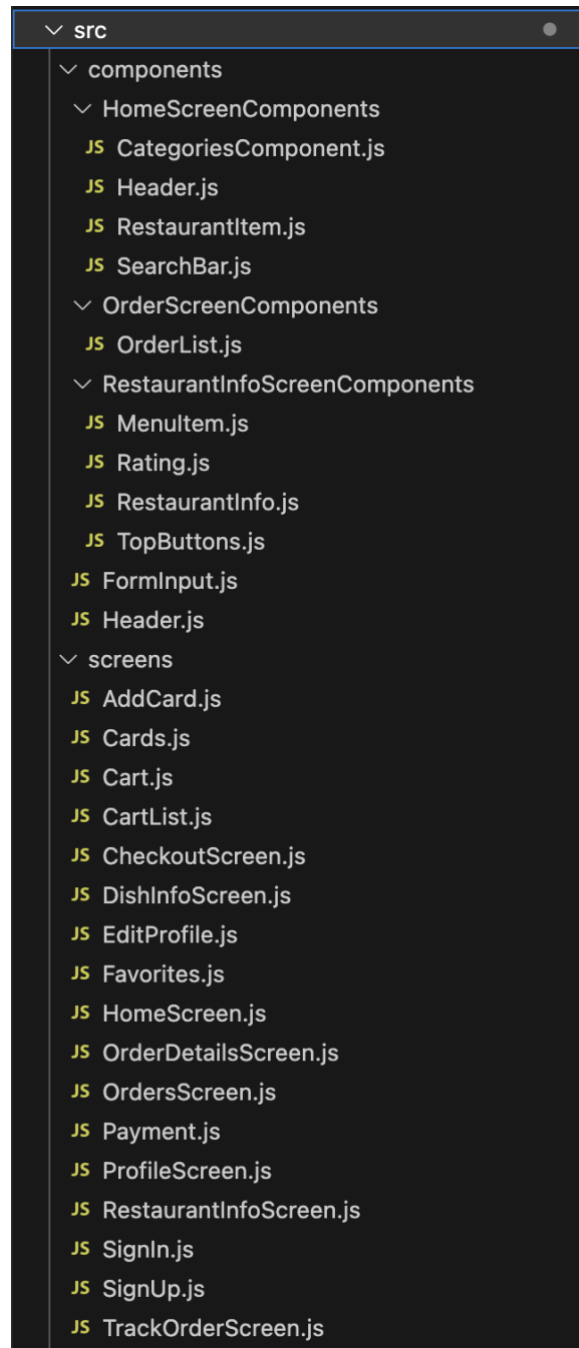 src
components
HomeScreenComponents
JS CategoriesComponent.js
JS Header.js
JS RestaurantItem.js
JS SearchBar.js
OrderScreenComponents
JS OrderList.js
RestaurantInfoScreenComponents
JS MenuItem.js
JS Rating.js
JS RestaurantInfo.js
JS TopButtons.js
JS FormInput.js
JS Header.js
screens
JS AddCard.js
JS Cards.js
JS Cart.js
JS CartList.js
JS CheckoutScreen.js
JS DishInfoScreen.js
JS EditProfile.js
JS Favorites.js
JS HomeScreen.js
JS OrderDetailsScreen.js
JS OrdersScreen.js
JS Payment.js
JS ProfileScreen.js
JS RestaurantInfoScreen.js
JS SignIn.js
JS SignUp.js
JS TrackOrderScreen.js